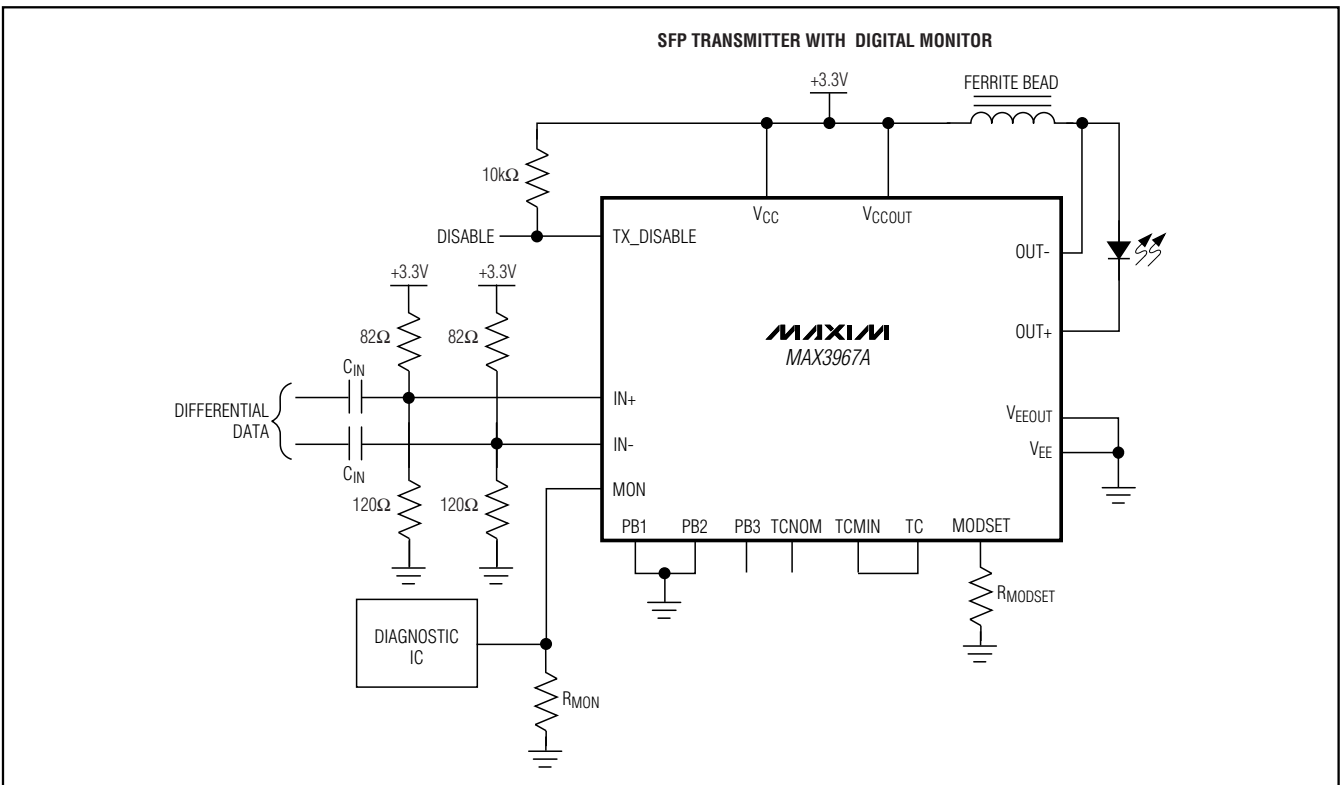 SFP TRANSMITTER WITH DIGITAL MONITOR
+3.3V
FERRITE BEAD
10kΩ
VCC
VCCOUT
DISABLE
TX_DISABLE
OUT-
+3.3V
+3.3V
82Ω
82Ω
MAXIM
MAX3967A
OUT+
CIN
DIFFERENTIAL
DATA
IN+
IN-
CIN
VEEOUT
VEE
MON
120Ω
120Ω
PB1
PB2
PB3
TCNOM
TCMIN
TC
MODSET
RMODSET
DIAGNOSTIC
IC
RMON